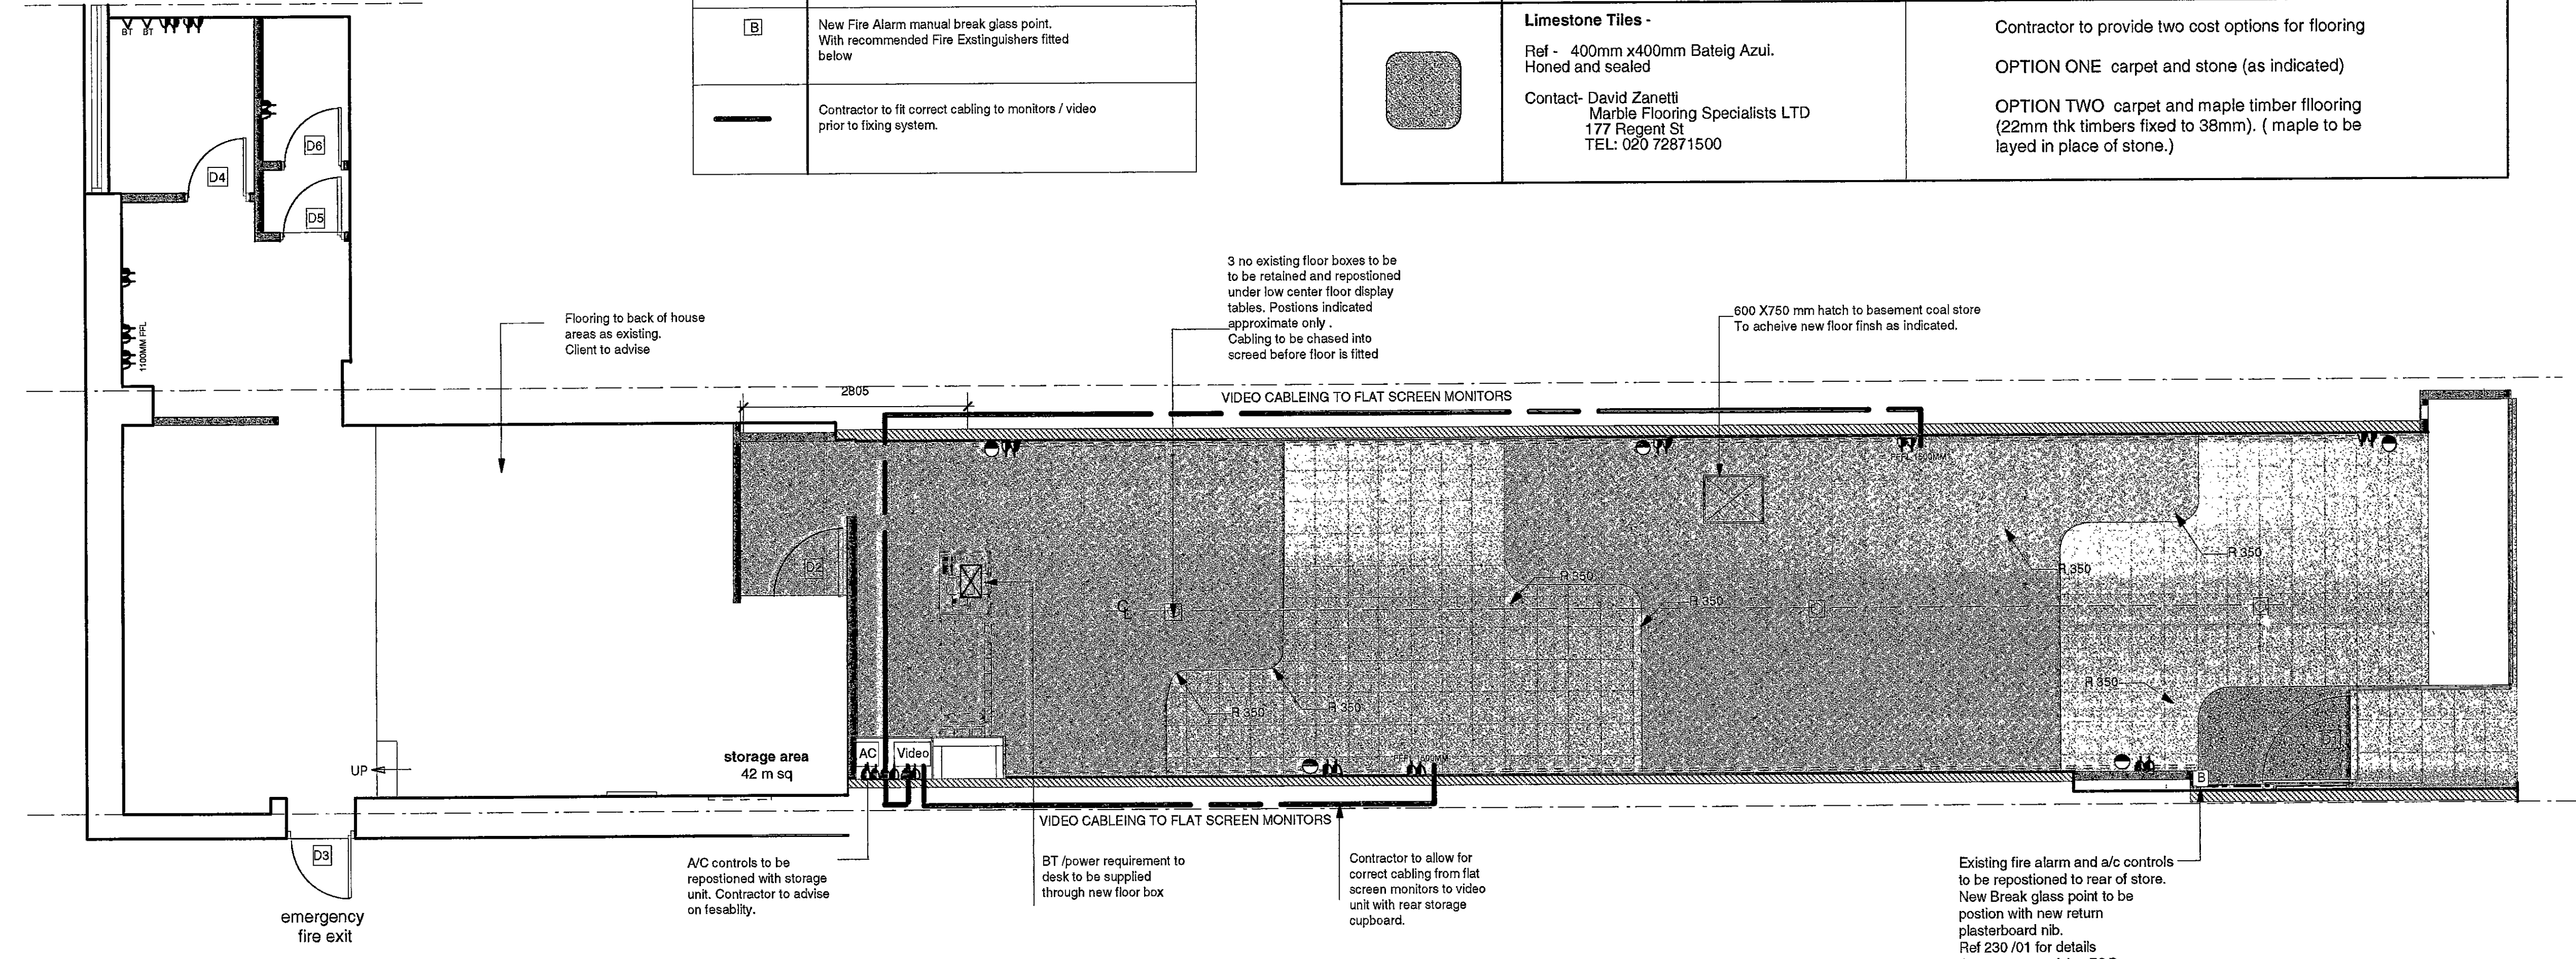 BT BT
D6
D4
D5
1100MM FFL
B
New Fire Alarm manual break glass point.
With recommended Fire Exstinguishers fitted
below
Contractor to fit correct cabling to monitors / video
prior to fixing system.
Limestone Tiles -
Ref - 400mm x400mm Bateig Azui.
Honed and sealed
Contact- David Zanetti
Marble Flooring Specialists LTD
177 Regent St
TEL: 020 72871500
Contractor to provide two cost options for flooring
OPTION ONE carpet and stone (as indicated)
OPTION TWO carpet and maple timber fllooring
(22mm thk timbers fixed to 38mm). ( maple to be
layed in place of stone.)
Flooring to back of house
areas as existing.
Client to advise
3 no existing floor boxes to be
to be retained and repostioned
under low center floor display
tables. Postions indicated
approximate only .
Cabling to be chased into
screed before floor is fitted
600 X750 mm hatch to basement coal store
To acheive new floor finsh as indicated.
2805
VIDEO CABLEING TO FLAT SCREEN MONITORS
D2
CL
R 350
R 350
R 350
R 350
R 350
R 350
R 350
storage area
42 m sq
UP
AC
Video
B
VIDEO CABLEING TO FLAT SCREEN MONITORS
D3
emergency
fire exit
A/C controls to be
repostioned with storage
unit. Contractor to advise
on fesablity.
BT /power requirement to
desk to be supplied
through new floor box
Contractor to allow for
correct cabling from flat
screen monitors to video
unit with rear storage
cupboard.
Existing fire alarm and a/c controls
to be repostioned to rear of store.
New Break glass point to be
postion with new return
plasterboard nib.
Ref 230 /01 for details